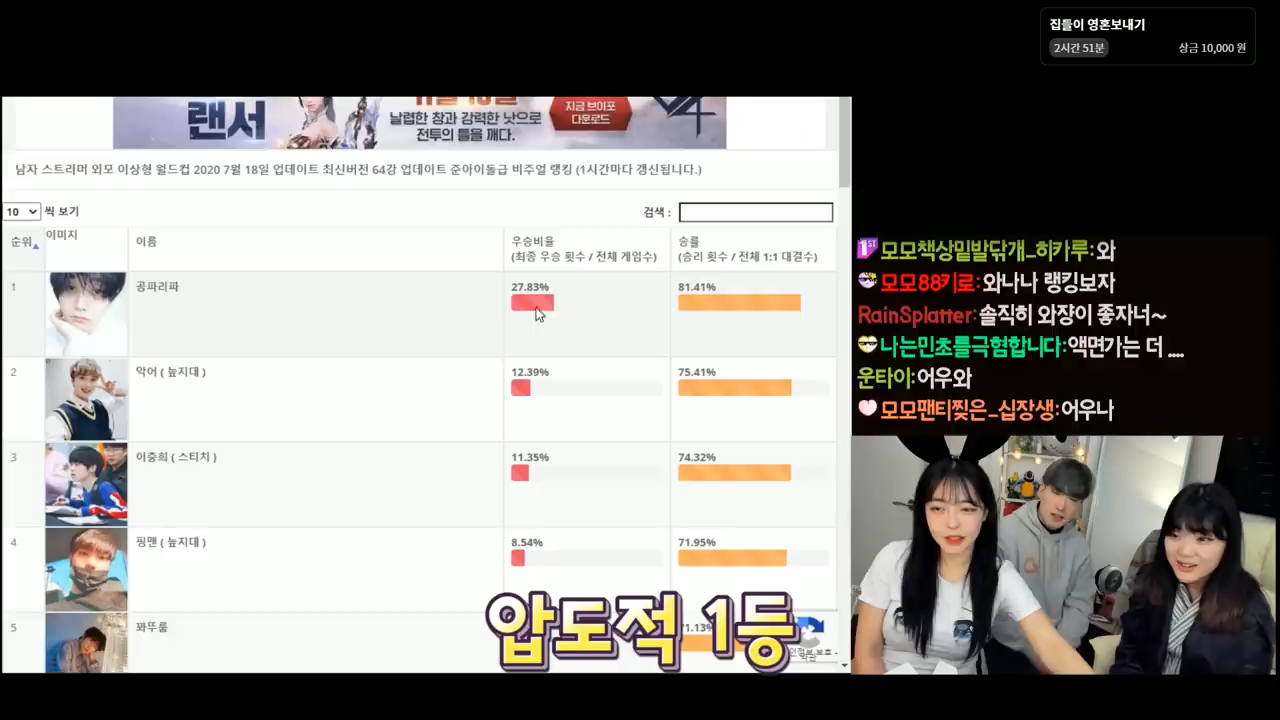 집들이 영혼보내기
2시간 51분
상금 10,000 원
랜서
날렵한 창과 강력한 낫으로
전투의 틀을 깨다.
지금 브이포
다운로드
V4
남자 스트리머 외모 이상형 월드컵 2020 7월 18일 업데이트 최신버전 64강 업데이트 준아이돌급 비주얼 랭킹 (1시간마다 갱신됩니다.)
10 씩 보기
검색 :
순위 이미지 이름 우승비율 승률
(최종 우승 횟수 / 전체 게임수) (승리 횟수 / 전체 1:1 대결수)
1 공파리파 27.83% 81.41%
2 악어 ( 늪지대 ) 12.39% 75.41%
3 이중희 ( 스티치 ) 11.35% 74.32%
4 핑맨 ( 늪지대 ) 8.54% 71.95%
5 꽈뚜룹 71.13%
압도적 1등
1ST 모모책상밑발닦개_히카루:와
모모88키로:와나나 랭킹보자
RainSplatter:솔직히 와쟝이 좋자너~
나는민초를극혐합니다:액면가는 더 ....
운타이:어우와
모모팬티찢은_십장생:어우나